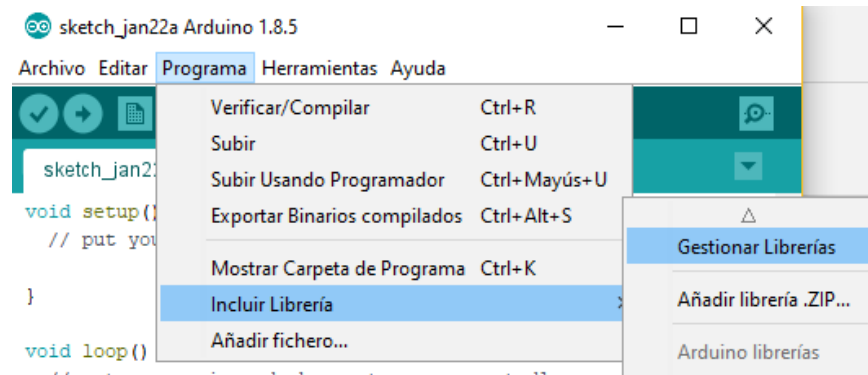 sketch_jan22a Arduino 1.8.5
Archivo Editar Programa Herramientas Ayuda
Verificar/Compilar Ctrl+R
Subir Ctrl+U
sketch_jan22
Subir Usando Programador Ctrl+Mayús+U
void setup()
Exportar Binarios compilados Ctrl+Alt+S
// put you
Gestionar Librerías
Mostrar Carpeta de Programa Ctrl+K
}
Incluir Librería
Añadir librería .ZIP...
Añadir fichero...
void loop()
Arduino librerías